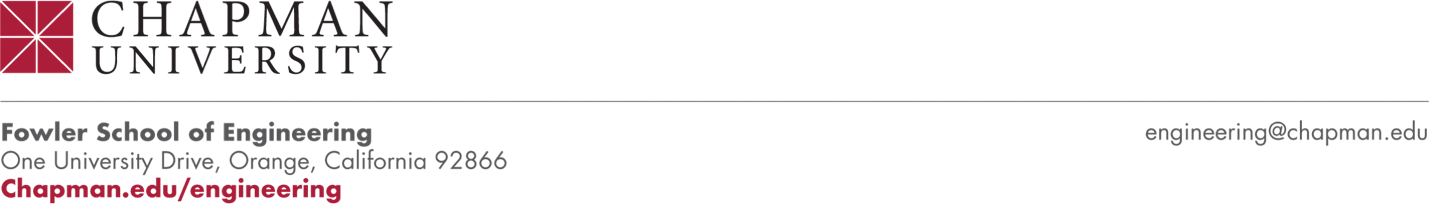 CHAPMAN
UNIVERSITY
Fowler School of Engineering
engineering@chapman.edu
One University Drive, Orange, California 92866
Chapman.edu/engineering